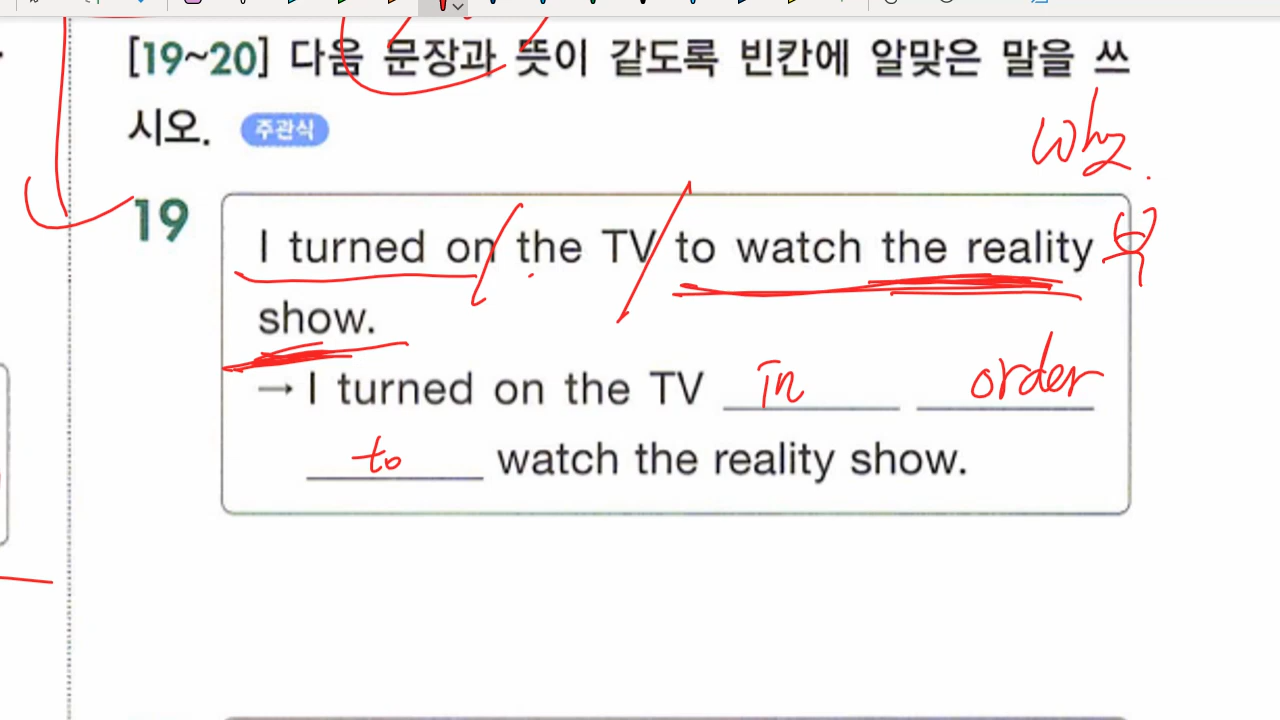 [19~20] 다음 문장과 뜻이 같도록 빈칸에 알맞은 말을 쓰
시오. 주관식
why
19 I turned on the TV to watch the reality
show.
→ I turned on the TV in order
to watch the reality show.